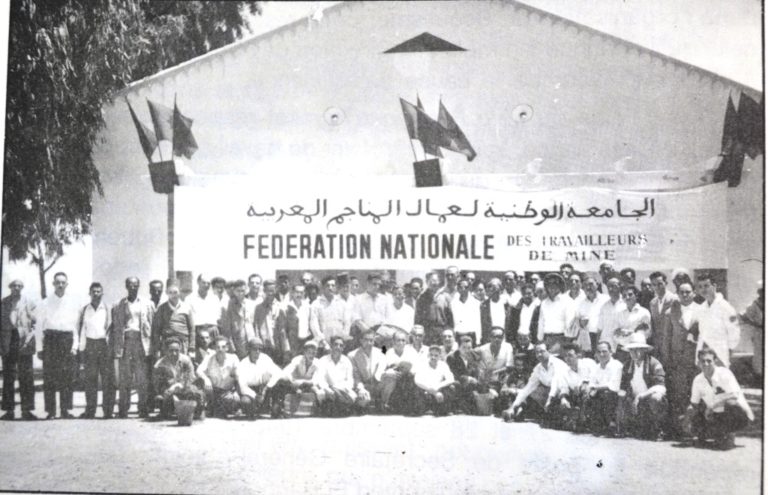 الجامعة الوطنية لعمال المناجم المغربية
FEDERATION NATIONALE DES TRAVAILLEURS
DE MINE